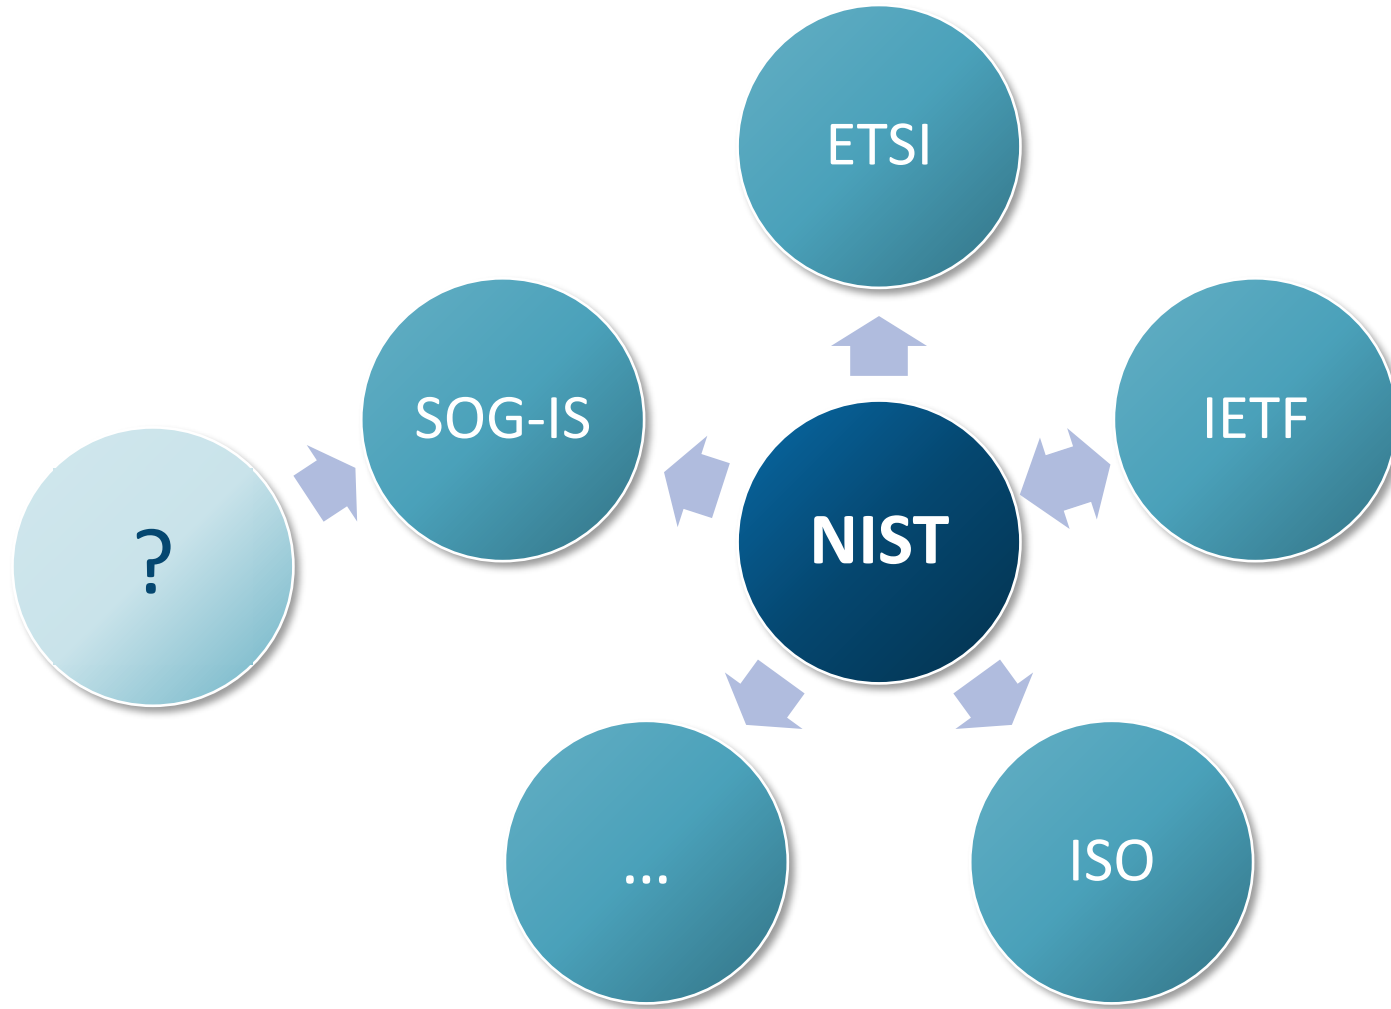 ETSI
SOG-IS
IETF
NIST
?
...
ISO